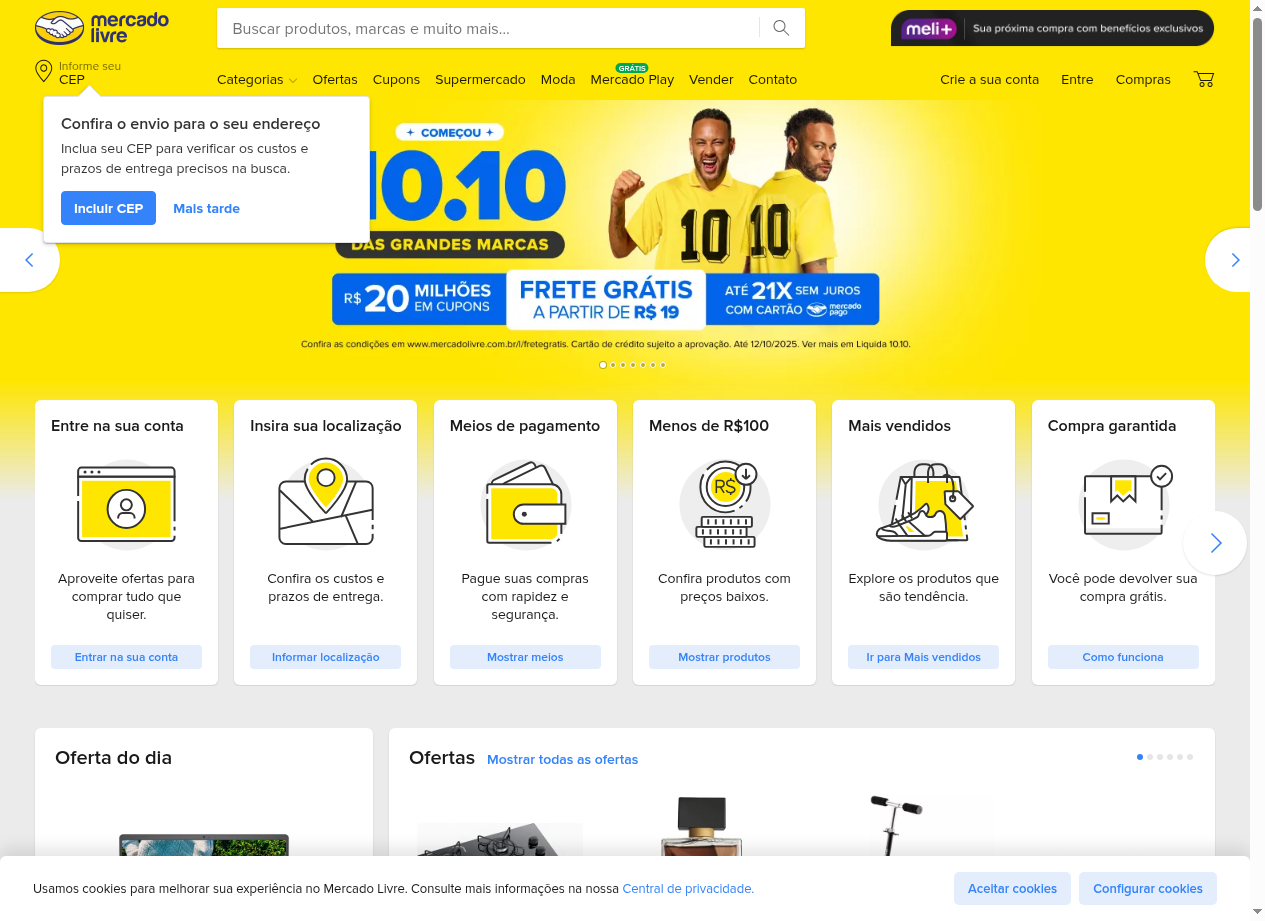 mercado
livre
Buscar produtos, marcas e muito mais...
meli+
Sua próxima compra com benefícios exclusivos
Informe seu
CEP
Categorias
Ofertas
Cupons
Supermercado
Moda
GRÁTIS
Mercado Play
Vender
Contato
Crie a sua conta
Entre
Compras
Confira o envio para o seu endereço
Inclua seu CEP para verificar os custos e
prazos de entrega precisos na busca.
Incluir CEP
Mais tarde
COMEÇOU
10.10
DAS GRANDES MARCAS
10
10
R$ 20 MILHÕES
EM CUPONS
FRETE GRÁTIS
A PARTIR DE R$ 19
ATÉ 21X SEM JUROS
COM CARTÃO mercado pago
Confira as condições em www.mercadolivre.com.br/l/fretegratis. Cartão de crédito sujeito a aprovação. Até 12/10/2025. Ver mais em Liquida 10.10.
Entre na sua conta
Aproveite ofertas para
comprar tudo que
quiser.
Entrar na sua conta
Insira sua localização
Confira os custos e
prazos de entrega.
Informar localização
Meios de pagamento
Pague suas compras
com rapidez e
segurança.
Mostrar meios
Menos de R$100
R$
Confira produtos com
preços baixos.
Mostrar produtos
Mais vendidos
Explore os produtos que
são tendência.
Ir para Mais vendidos
Compra garantida
Você pode devolver sua
compra grátis.
Como funciona
Oferta do dia
Ofertas
Mostrar todas as ofertas
Usamos cookies para melhorar sua experiência no Mercado Livre. Consulte mais informações na nossa Central de privacidade.
Aceitar cookies
Configurar cookies